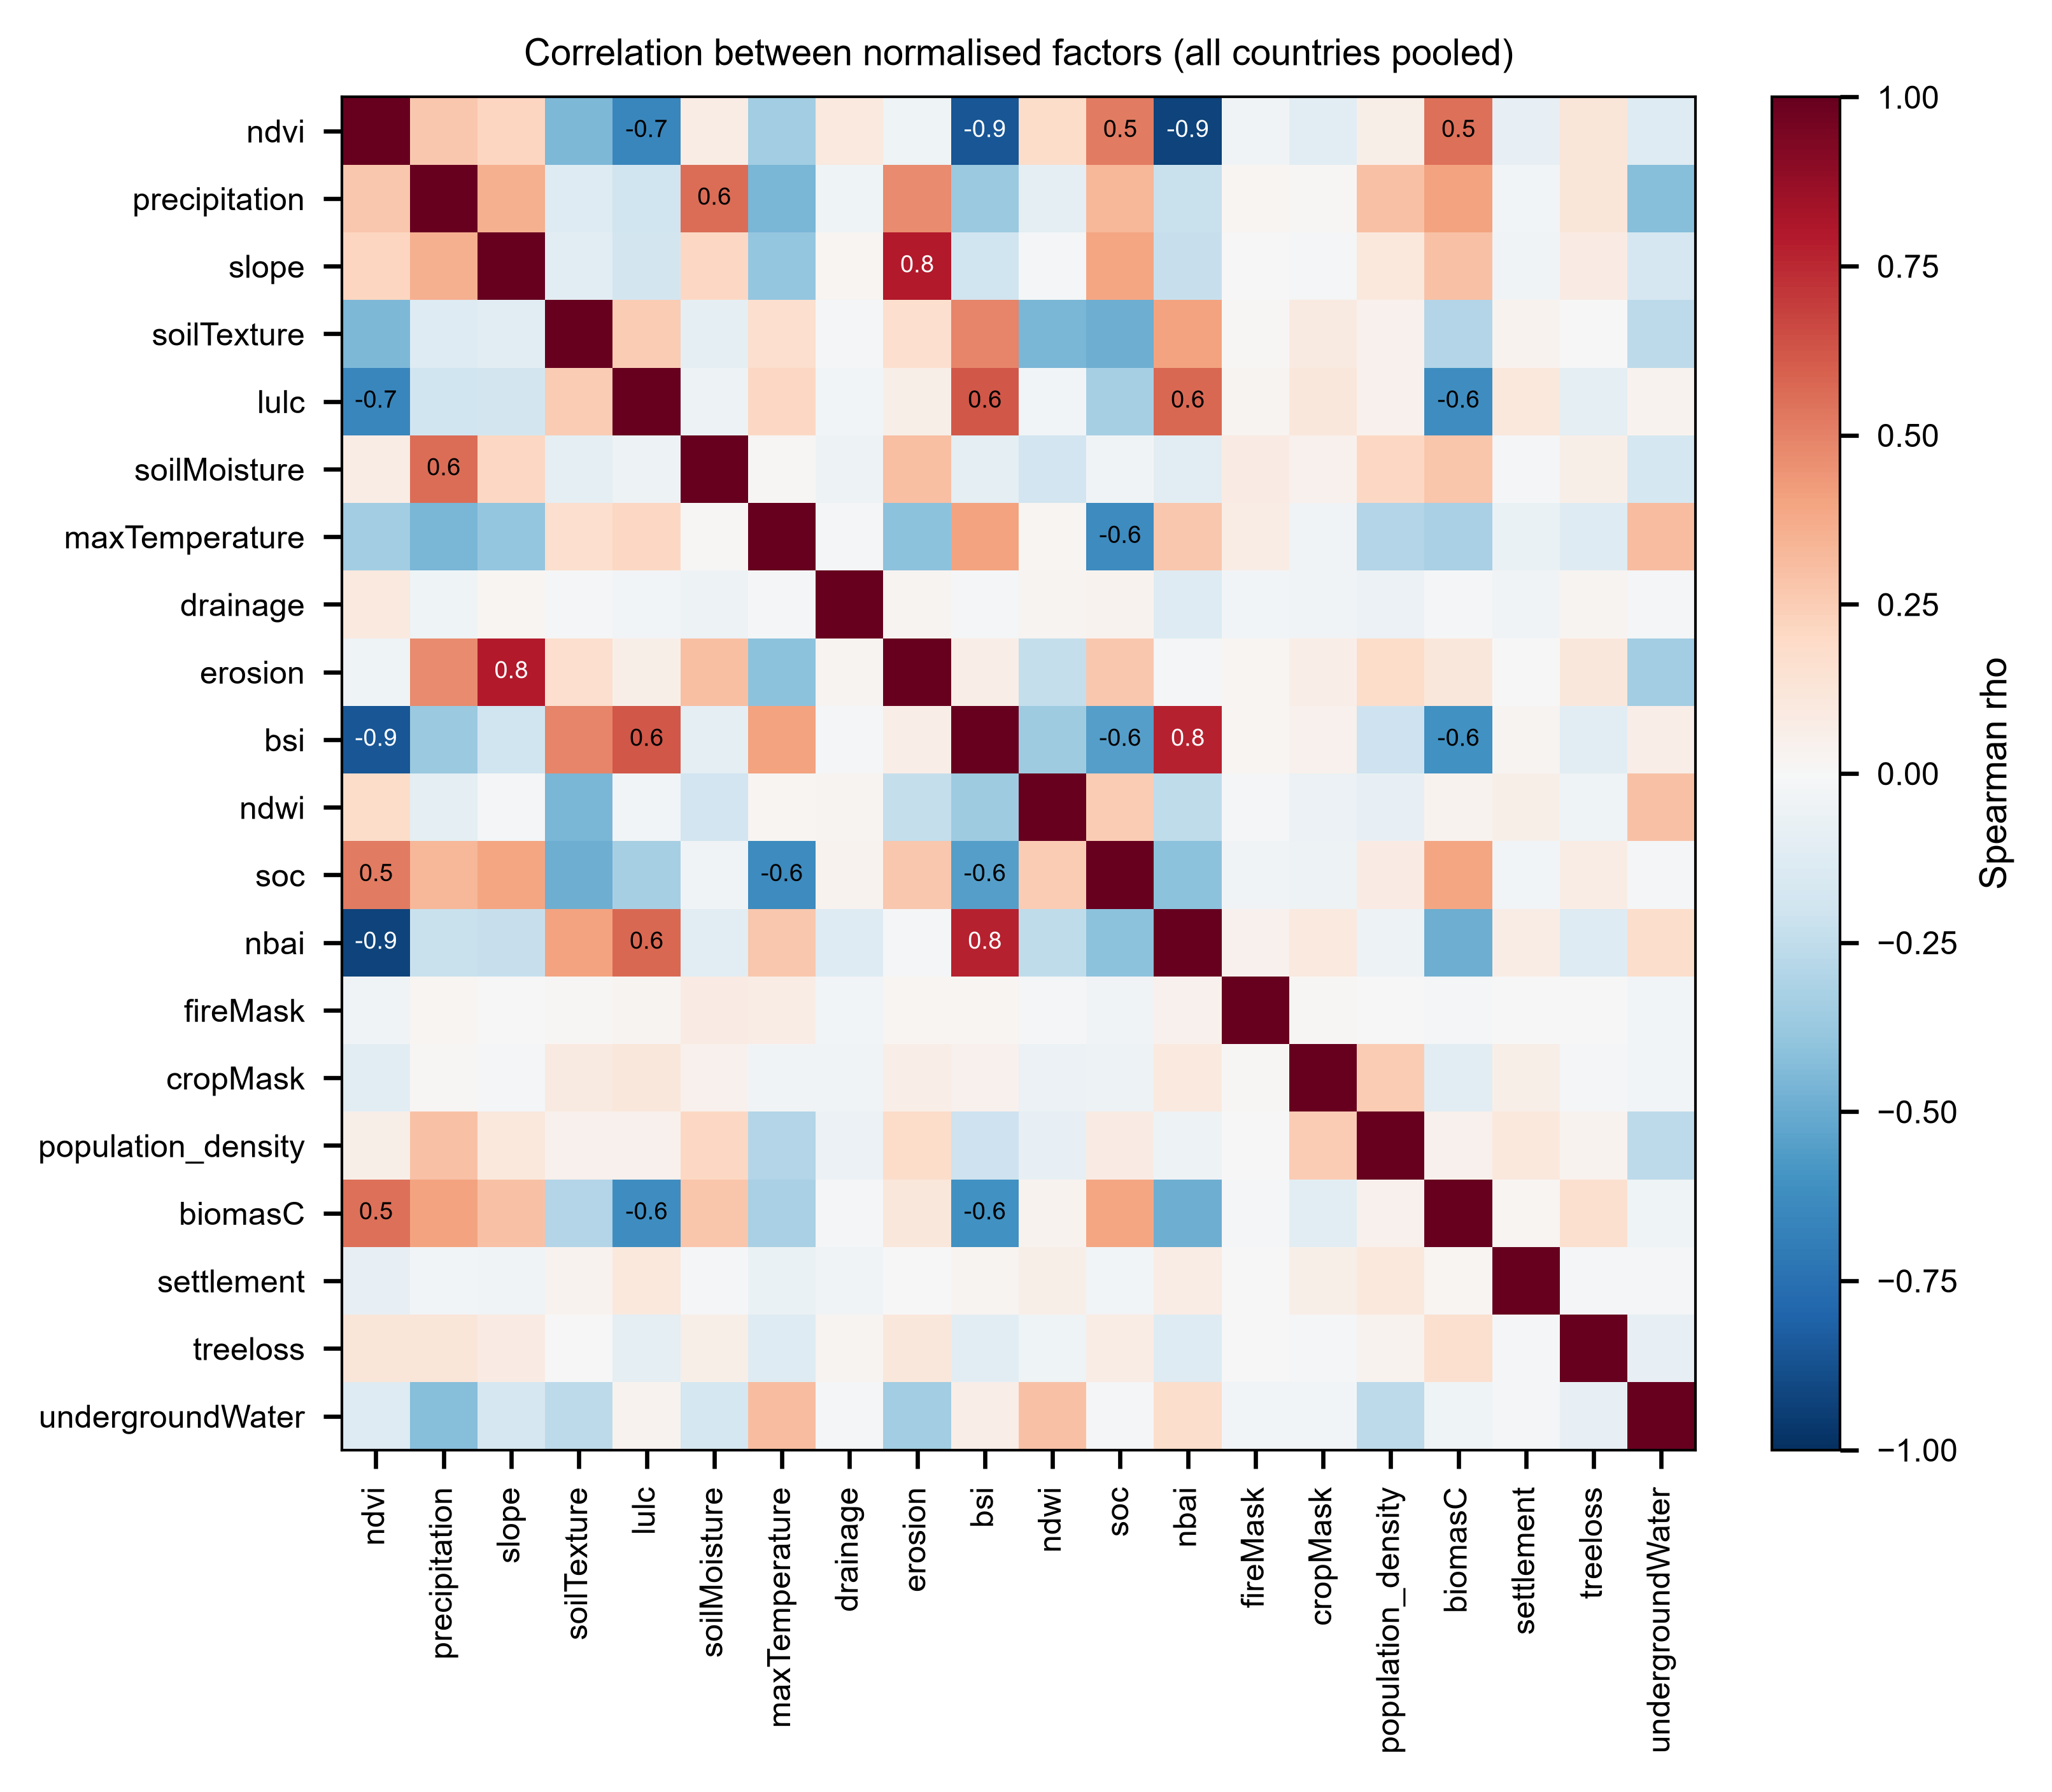 Correlation between normalised factors (all countries pooled)
ndvi -0.7 -0.9 0.5 -0.9 0.5
precipitation 0.6
slope 0.8
soilTexture
lulc -0.7 0.6 0.6 -0.6
soilMoisture 0.6
maxTemperature -0.6
drainage
erosion 0.8
bsi -0.9 0.6 -0.6 0.8 -0.6
ndwi
soc 0.5 -0.6 -0.6
nbai -0.9 0.6 0.8
fireMask
cropMask
population_density
biomasC 0.5 -0.6 -0.6
settlement
treeloss
undergroundWater
ndvi
precipitation
slope
soilTexture
lulc
soilMoisture
maxTemperature
drainage
erosion
bsi
ndwi
soc
nbai
fireMask
cropMask
population_density
biomasC
settlement
treeloss
undergroundWater
1.00
0.75
0.50
0.25
0.00
−0.25
−0.50
−0.75
−1.00
Spearman rho